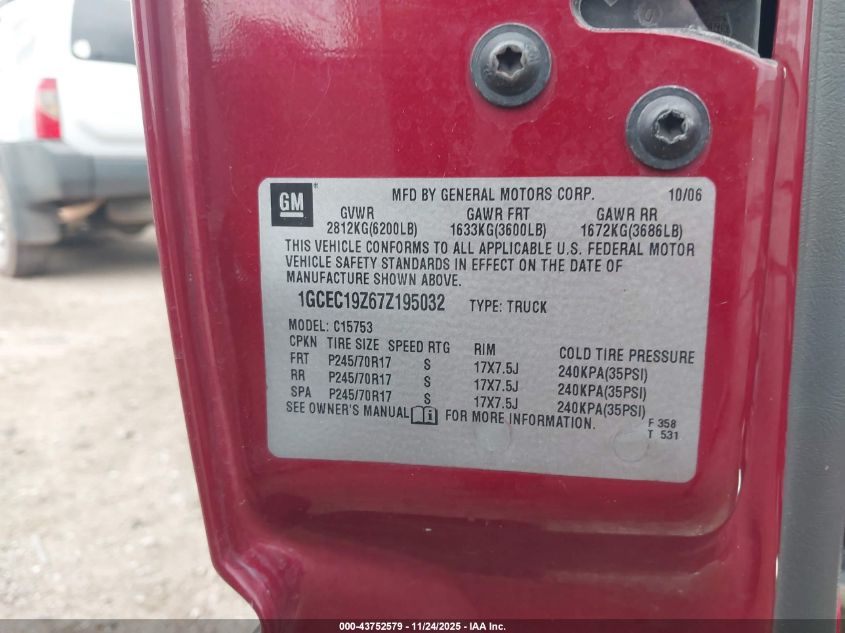 GM
MFD BY GENERAL MOTORS CORP. 10/06
GVWR GAWR FRT GAWR RR
2812KG(6200LB) 1633KG(3600LB) 1672KG(3686LB)
THIS VEHICLE CONFORMS TO ALL APPLICABLE U.S. FEDERAL MOTOR
VEHICLE SAFETY STANDARDS IN EFFECT ON THE DATE OF
MANUFACTURE SHOWN ABOVE.
1GCEC19Z67Z195032 TYPE: TRUCK
MODEL: C15753
CPKN TIRE SIZE SPEED RTG RIM COLD TIRE PRESSURE
FRT P245/70R17 S 17X7.5J 240KPA(35PSI)
RR P245/70R17 S 17X7.5J 240KPA(35PSI)
SPA P245/70R17 S 17X7.5J 240KPA(35PSI)
SEE OWNER'S MANUAL FOR MORE INFORMATION. F 358
T 531
000-43752579 - 11/24/2025 - IAA Inc.